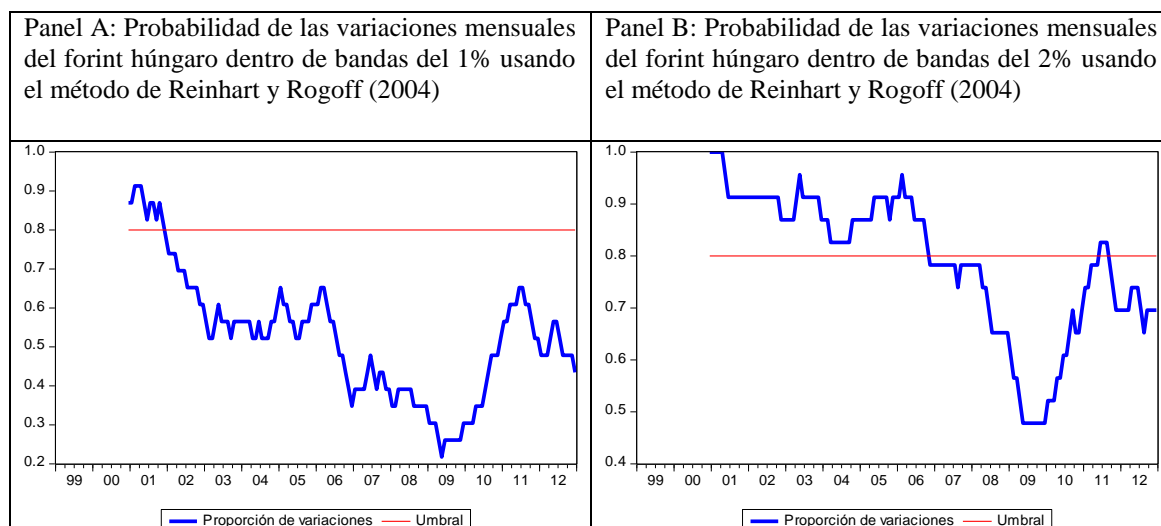 Panel A: Probabilidad de las variaciones mensuales
del forint húngaro dentro de bandas del 1% usando
el método de Reinhart y Rogoff (2004)
Panel B: Probabilidad de las variaciones mensuales
del forint húngaro dentro de bandas del 2% usando
el método de Reinhart y Rogoff (2004)
1.0
0.9
0.8
0.7
0.6
0.5
0.4
0.3
0.2
99 00 01 02 03 04 05 06 07 08 09 10 11 12
Proporción de variaciones Umbral
1.0
0.9
0.8
0.7
0.6
0.5
0.4
99 00 01 02 03 04 05 06 07 08 09 10 11 12
Proporción de variaciones Umbral